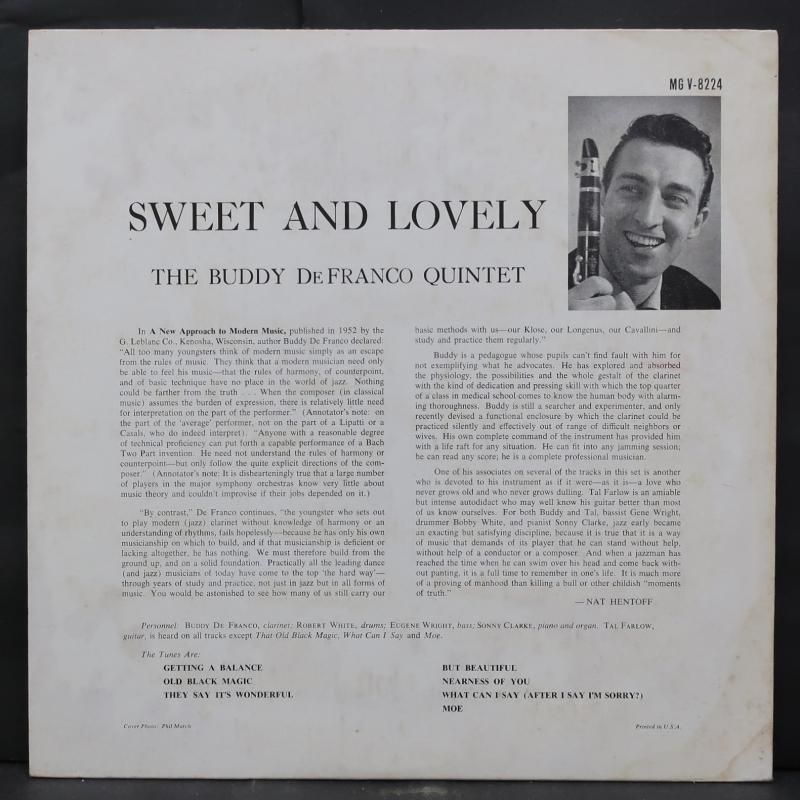 MG V-8224
SWEET AND LOVELY
THE BUDDY DEFRANCO QUINTET
In A New Approach to Modern Music, published in 1952 by the
G. Leblanc Co., Kenosha, Wisconsin, author Buddy De Franco declared:
"All too many youngsters think of modern music simply as an escape
from the rules of music. They think that a modern musician need only
be able to feel his music—that the rules of harmony, of counterpoint,
and of basic technique have no place in the world of jazz. Nothing
could be farther from the truth . . . When the composer (in classical
music) assumes the burden of expression, there is relatively little need
for interpretation on the part of the performer." (Annotator's note: on
the part of the 'average' performer, not on the part of a Lipatti or a
Casals, who do indeed interpret). "Anyone with a reasonable degree
of technical proficiency can put forth a capable performance of a Bach
Two Part invention. He need not understand the rules of harmony or
counterpoint—but only follow the quite explicit directions of the com-
poser." (Annotator's note: It is dishearteningly true that a large number
of players in the major symphony orchestras know very little about
music theory and couldn't improvise if their jobs depended on it.)
"By contrast," De Franco continues, "the youngster who sets out
to play modern (jazz) clarinet without knowledge of harmony or an
understanding of rhythms, fails hopelessly—because he has only his own
musicianship on which to build, and if that musicianship is deficient or
lacking altogether, he has nothing. We must therefore build from the
ground up, and on a solid foundation. Practically all the leading dance
(and jazz) musicians of today have come to the top 'the hard way'—
through years of study and practice, not just in jazz but in all forms of
music. You would be astonished to see how many of us still carry our
basic methods with us—our Klose, our Longenus, our Cavallini—and
study and practice them regularly."
Buddy is a pedagogue whose pupils can't find fault with him for
not exemplifying what he advocates. He has explored and absorbed
the physiology, the possibilities and the whole gestalt of the clarinet
with the kind of dedication and pressing skill with which the top quarter
of a class in medical school comes to know the human body with alarm-
ing thoroughness. Buddy is still a searcher and experimenter, and only
recently devised a functional enclosure by which the clarinet could be
practiced silently and effectively out of range of difficult neighbors or
wives. His own complete command of the instrument has provided him
with a life raft for any situation. He can fit into any jamming session;
he can read any score; he is a complete professional musician.
One of his associates on several of the tracks in this set is another
who is devoted to his instrument as if it were—as it is—a love who
never grows old and who never grows dulling. Tal Farlow is an amiable
but intense autodidact who may well know his guitar better than most
of us know ourselves. For both Buddy and Tal, bassist Gene Wright,
drummer Bobby White, and pianist Sonny Clarke, jazz early became
an exacting but satisfying discipline, because it is true that it is a way
of music that demands of its player that he can stand without help,
without help of a conductor or a composer. And when a jazzman has
reached the time when he can swim over his head and come back with-
out panting, it is a full time to remember in one's life. It is much more
of a proving of manhood than killing a bull or other childish "moments
of truth."
—NAT HENTOFF
Personnel: BUDDY DE FRANCO, clarinet; ROBERT WHITE, drums; EUGENE WRIGHT, bass; SONNY CLARKE, piano and organ. TAL FARLOW,
guitar, is heard on all tracks except That Old Black Magic, What Can I Say and Moe.
The Tunes Are:
GETTING A BALANCE
OLD BLACK MAGIC
THEY SAY IT'S WONDERFUL
BUT BEAUTIFUL
NEARNESS OF YOU
WHAT CAN I SAY (AFTER I SAY I'M SORRY?)
MOE
Cover Photo: Phil March
Printed in U.S.A.